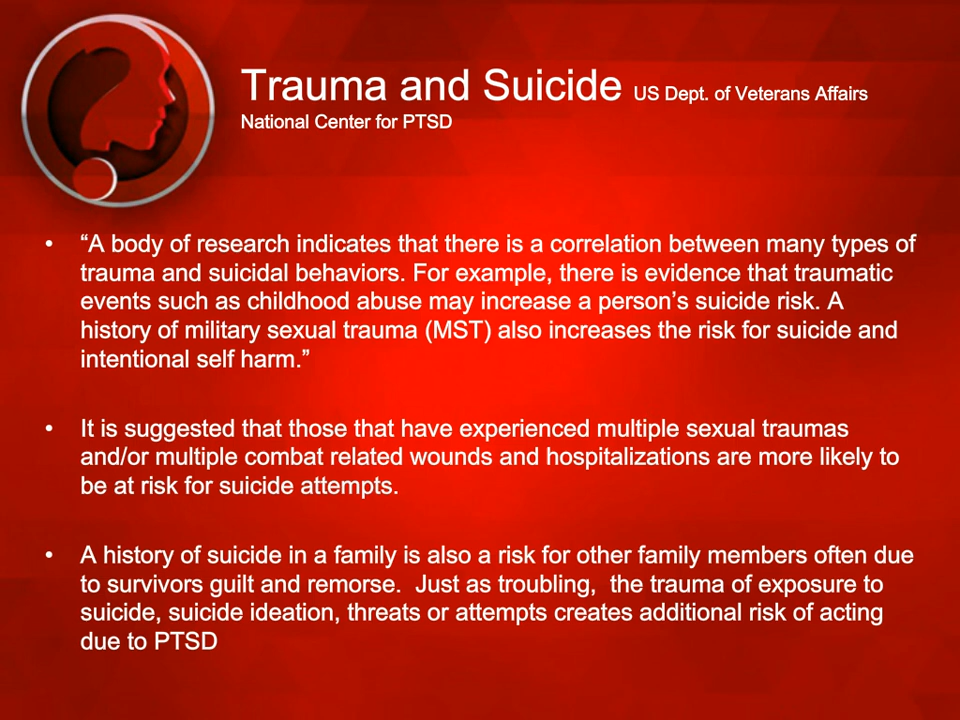 Trauma and Suicide US Dept. of Veterans Affairs
National Center for PTSD
• “A body of research indicates that there is a correlation between many types of
trauma and suicidal behaviors. For example, there is evidence that traumatic
events such as childhood abuse may increase a person’s suicide risk. A
history of military sexual trauma (MST) also increases the risk for suicide and
intentional self harm.”
• It is suggested that those that have experienced multiple sexual traumas
and/or multiple combat related wounds and hospitalizations are more likely to
be at risk for suicide attempts.
• A history of suicide in a family is also a risk for other family members often due
to survivors guilt and remorse.  Just as troubling,  the trauma of exposure to
suicide, suicide ideation, threats or attempts creates additional risk of acting
due to PTSD